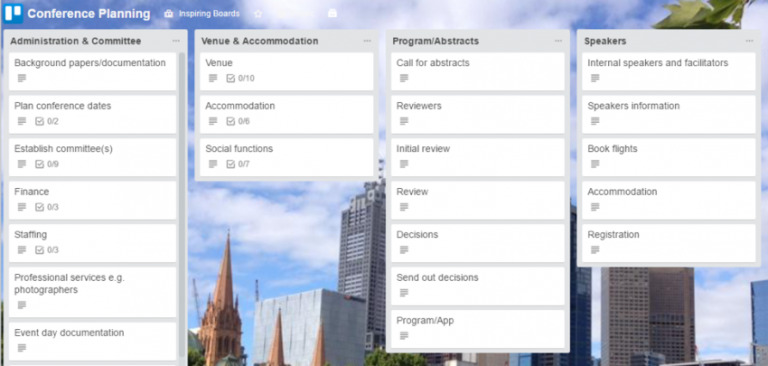 Conference Planning
Inspiring Boards
Administration & Committee
Background papers/documentation
Plan conference dates
0/2
Establish committee(s)
0/9
Finance
0/3
Staffing
0/3
Professional services e.g.
photographers
Event day documentation
Venue & Accommodation
Venue
0/10
Accommodation
0/6
Social functions
0/7
Program/Abstracts
Call for abstracts
Reviewers
Initial review
Review
Decisions
Send out decisions
Program/App
Speakers
Internal speakers and facilitators
Speakers information
Book flights
Accommodation
Registration